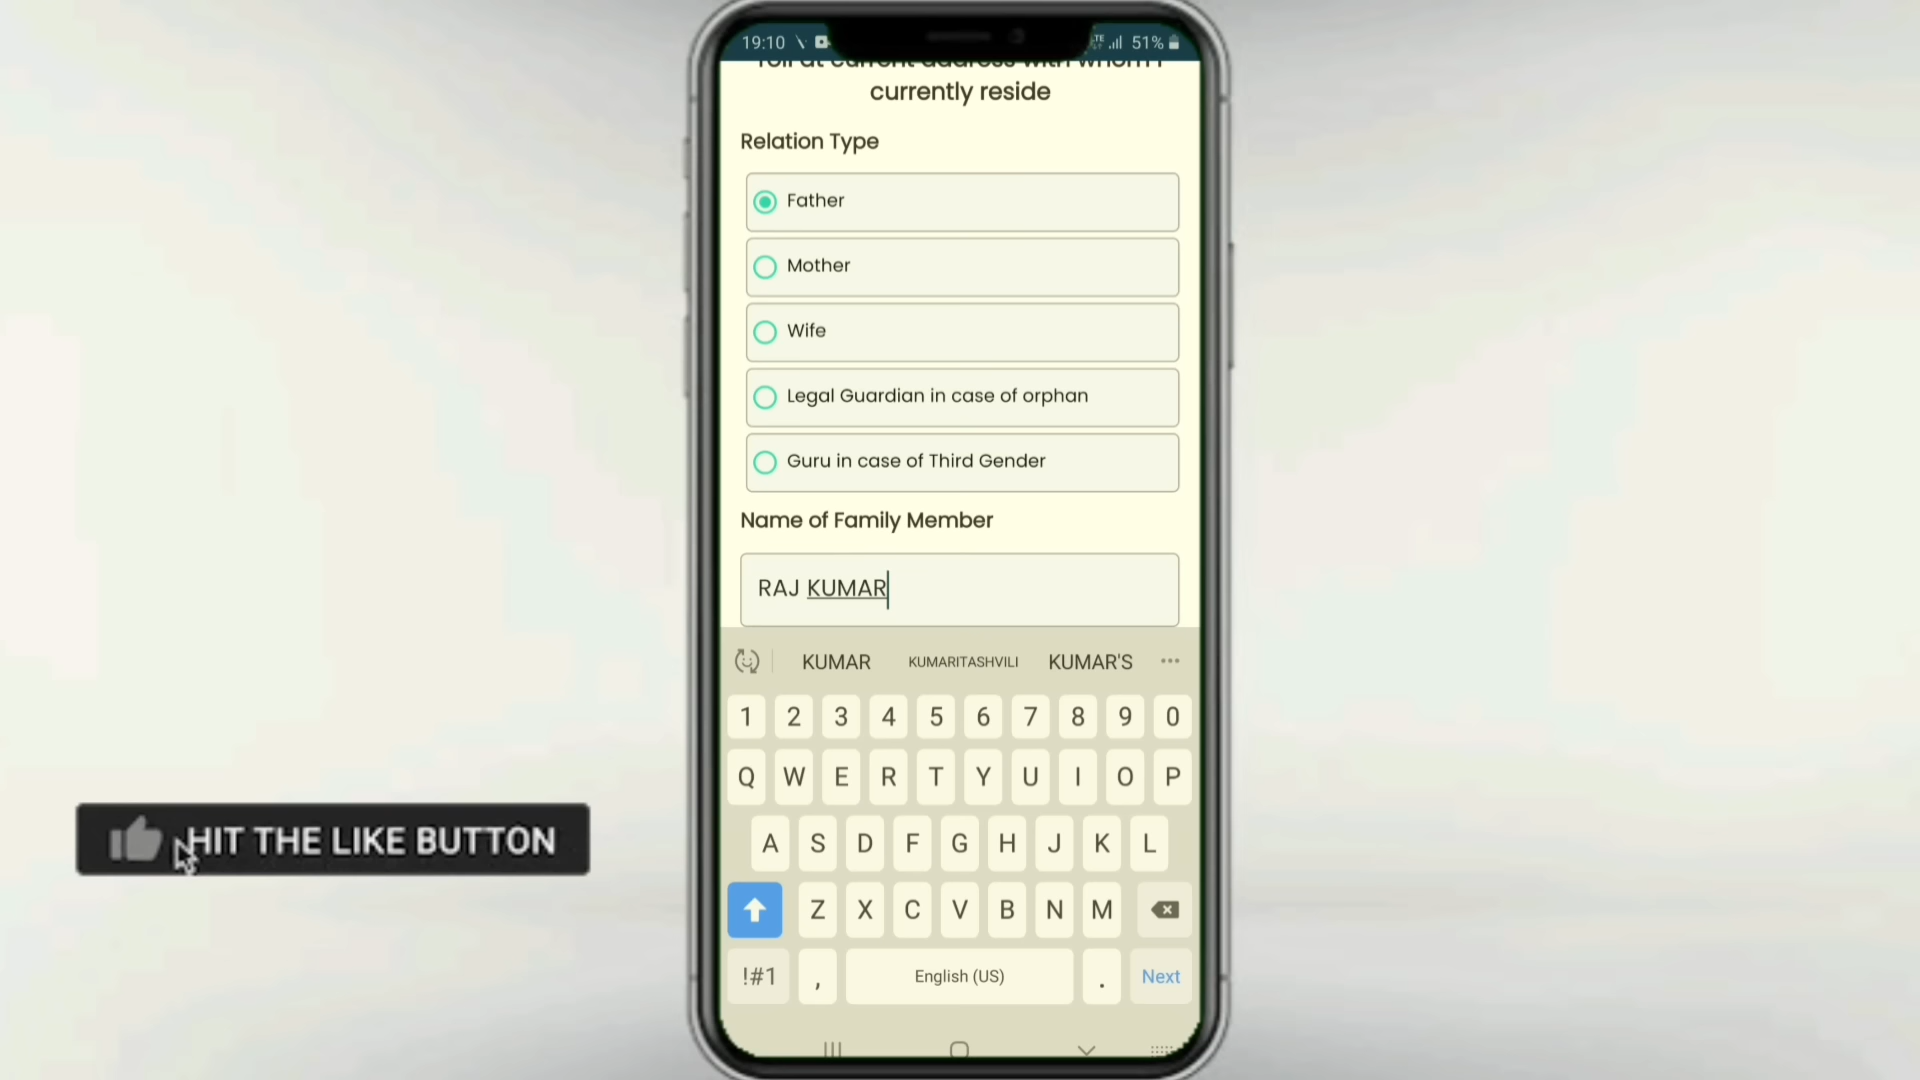 19:10
51%
roll at current address with whom I
currently reside
Relation Type
Father
Mother
Wife
Legal Guardian in case of orphan
Guru in case of Third Gender
Name of Family Member
RAJ KUMAR
KUMAR KUMARITASHVILI KUMAR'S
1 2 3 4 5 6 7 8 9 0
Q W E R T Y U I O P
A S D F G H J K L
HIT THE LIKE BUTTON
Z X C V B N M
!#1 , English (US) . Next